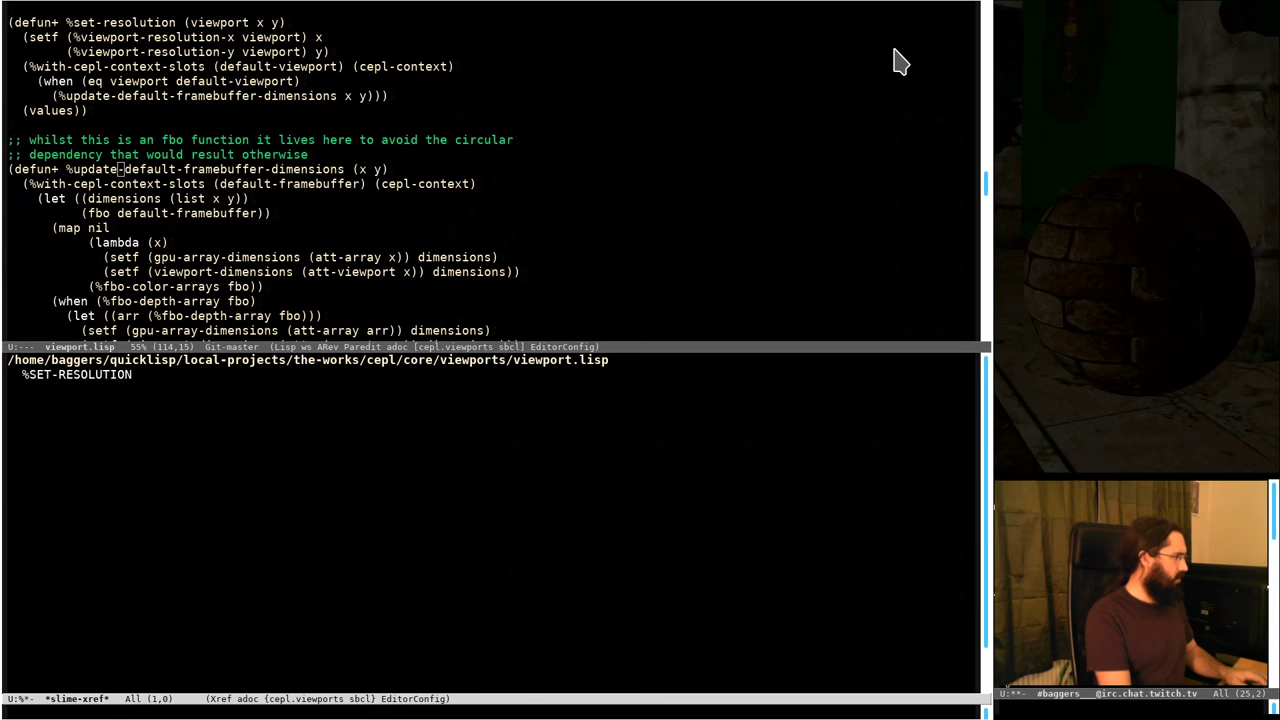 (defun+ %set-resolution (viewport x y)
  (setf (%viewport-resolution-x viewport) x
        (%viewport-resolution-y viewport) y)
  (%with-cepl-context-slots (default-viewport) (cepl-context)
    (when (eq viewport default-viewport)
      (%update-default-framebuffer-dimensions x y)))
  (values))
;; whilst this is an fbo function it lives here to avoid the circular
;; dependency that would result otherwise
(defun+ %update-default-framebuffer-dimensions (x y)
  (%with-cepl-context-slots (default-framebuffer) (cepl-context)
    (let ((dimensions (list x y))
          (fbo default-framebuffer))
      (map nil
           (lambda (x)
             (setf (gpu-array-dimensions (att-array x)) dimensions)
             (setf (viewport-dimensions (att-viewport x)) dimensions))
           (%fbo-color-arrays fbo))
      (when (%fbo-depth-array fbo)
        (let ((arr (%fbo-depth-array fbo)))
          (setf (gpu-array-dimensions (att-array arr)) dimensions)
U:--- viewport.lisp 55% (114,15) Git-master (Lisp ws ARev Paredit adoc [cepl.viewports sbcl] EditorConfig)
/home/baggers/quicklisp/local-projects/the-works/cepl/core/viewports/viewport.lisp
  %SET-RESOLUTION
U:%*- *slime-xref* All (1,0) (Xref adoc {cepl.viewports sbcl} EditorConfig)
U:**- #baggers___@irc.chat.twitch.tv All (25,2)